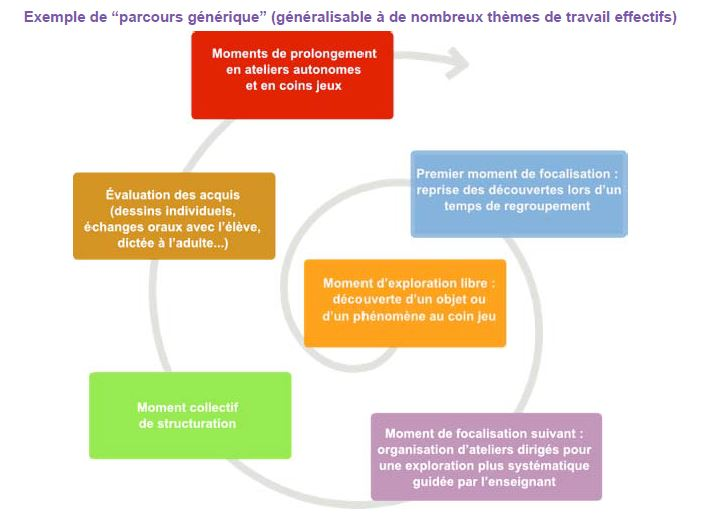 Exemple de “parcours générique” (généralisable à de nombreux thèmes de travail effectifs)
Moments de prolongement
en ateliers autonomes
et en coins jeux
Premier moment de focalisation :
reprise des découvertes lors d’un
temps de regroupement
Évaluation des acquis
(dessins individuels,
échanges oraux avec l’élève,
dictée à l’adulte...)
Moment d’exploration libre :
découverte d’un objet ou
d’un phénomène au coin jeu
Moment collectif
de structuration
Moment de focalisation suivant :
organisation d’ateliers dirigés pour
une exploration plus systématique
guidée par l’enseignant